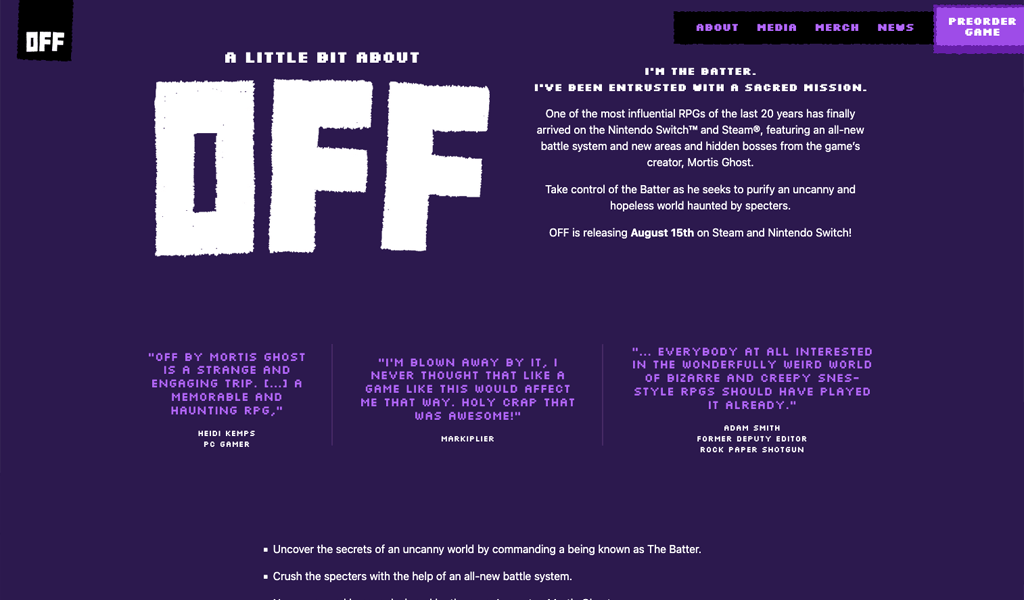 OFF
ABOUT MEDIA MERCH NEWS
PREORDER
GAME
A LITTLE BIT ABOUT
OFF
I'M THE BATTER.
I'VE BEEN ENTRUSTED WITH A SACRED MISSION.
One of the most influential RPGs of the last 20 years has finally
arrived on the Nintendo Switch™ and Steam®, featuring an all-new
battle system and new areas and hidden bosses from the game's
creator, Mortis Ghost.
Take control of the Batter as he seeks to purify an uncanny and
hopeless world haunted by specters.
OFF is releasing August 15th on Steam and Nintendo Switch!
"OFF BY MORTIS GHOST
IS A STRANGE AND
ENGAGING TRIP. [...] A
MEMORABLE AND
HAUNTING RPG,"
HEIDI KEMPS
PC GAMER
"I'M BLOWN AWAY BY IT, I
NEVER THOUGHT THAT LIKE A
GAME LIKE THIS WOULD AFFECT
ME THAT WAY. HOLY CRAP THAT
WAS AWESOME!"
MARKIPLIER
"... EVERYBODY AT ALL INTERESTED
IN THE WONDERFULLY WEIRD WORLD
OF BIZARRE AND CREEPY SNES-
STYLE RPGS SHOULD HAVE PLAYED
IT ALREADY."
ADAM SMITH
FORMER DEPUTY EDITOR
ROCK PAPER SHOTGUN
▪ Uncover the secrets of an uncanny world by commanding a being known as The Batter.
▪ Crush the specters with the help of an all-new battle system.